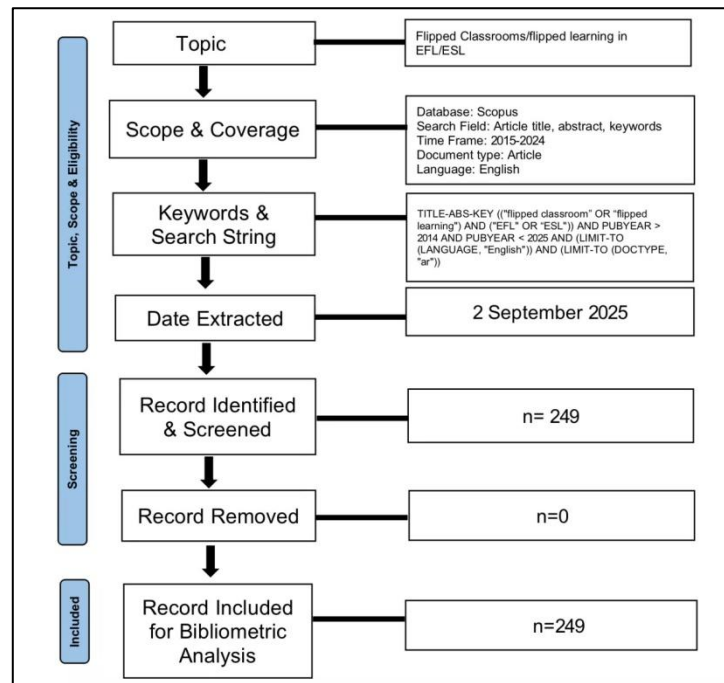 Topic, Scope & Eligibility
Topic
Flipped Classrooms/flipped learning in
EFL/ESL
Scope & Coverage
Database: Scopus
Search Field: Article title, abstract, keywords
Time Frame: 2015-2024
Document type: Article
Language: English
Keywords &
Search String
TITLE-ABS-KEY (("flipped classroom" OR "flipped
learning") AND ("EFL" OR "ESL")) AND PUBYEAR >
2014 AND PUBYEAR < 2025 AND (LIMIT-TO
(LANGUAGE, "English")) AND (LIMIT-TO (DOCTYPE,
"ar"))
Date Extracted
2 September 2025
Screening
Record Identified
& Screened
n= 249
Record Removed
n=0
Included
Record Included
for Bibliometric
Analysis
n=249